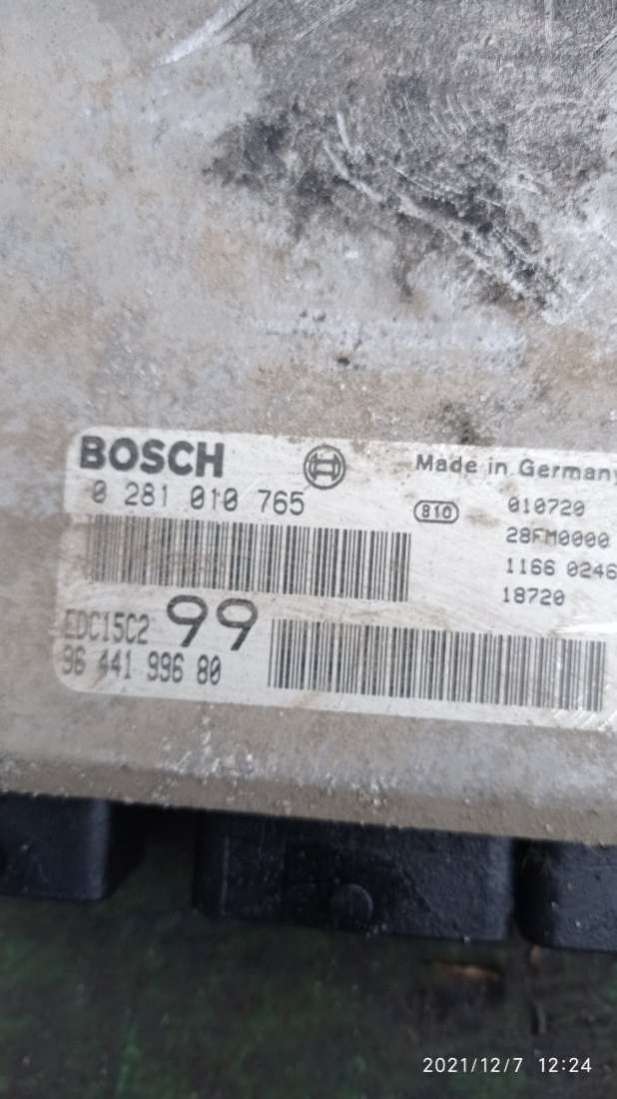 BOSCH
Made in Germany
0 281 010 765
810
010720
28FM0000
1166 0246
18720
EDC15C2 99
96 441 996 80
2021/12/7 12:24